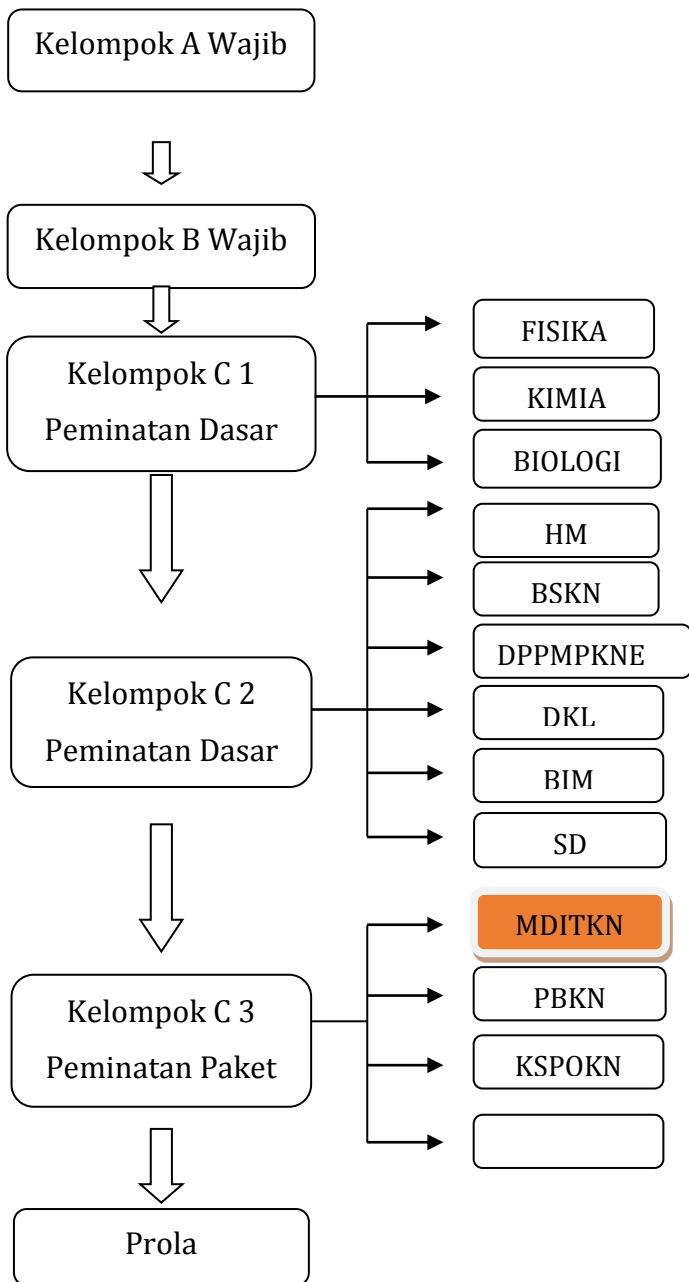 Kelompok A Wajib
Kelompok B Wajib
Kelompok C 1
Peminatan Dasar
FISIKA
KIMIA
BIOLOGI
Kelompok C 2
Peminatan Dasar
HM
BSKN
DPPMPKNE
DKL
BIM
SD
Kelompok C 3
Peminatan Paket
MDITKN
PBKN
KSPOKN
Prola